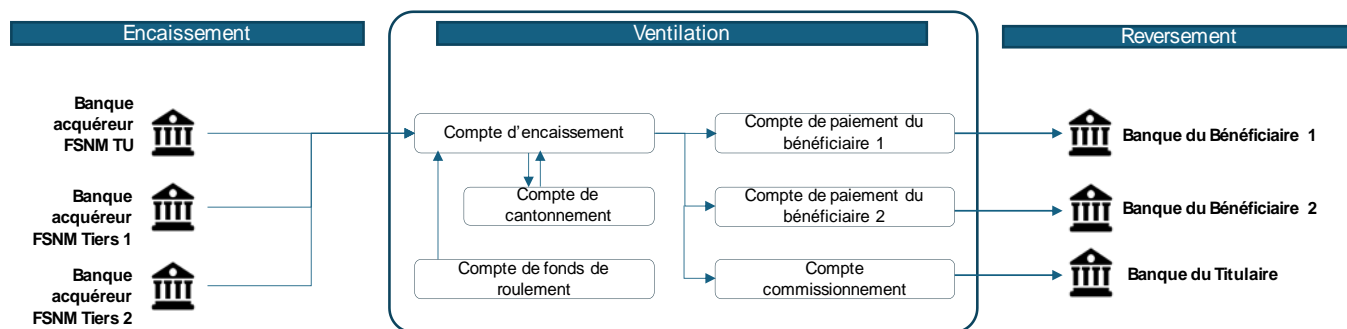 Encaissement
Ventilation
Reversement
Banque
acquéreur
FSNM TU
Banque
acquéreur
FSNM Tiers 1
Banque
acquéreur
FSNM Tiers 2
Compte d'encaissement
Compte de
cantonnement
Compte de fonds de
roulement
Compte de paiement du
bénéficiaire 1
Compte de paiement du
bénéficiaire 2
Compte
commissionnement
Banque du Bénéficiaire 1
Banque du Bénéficiaire 2
Banque du Titulaire